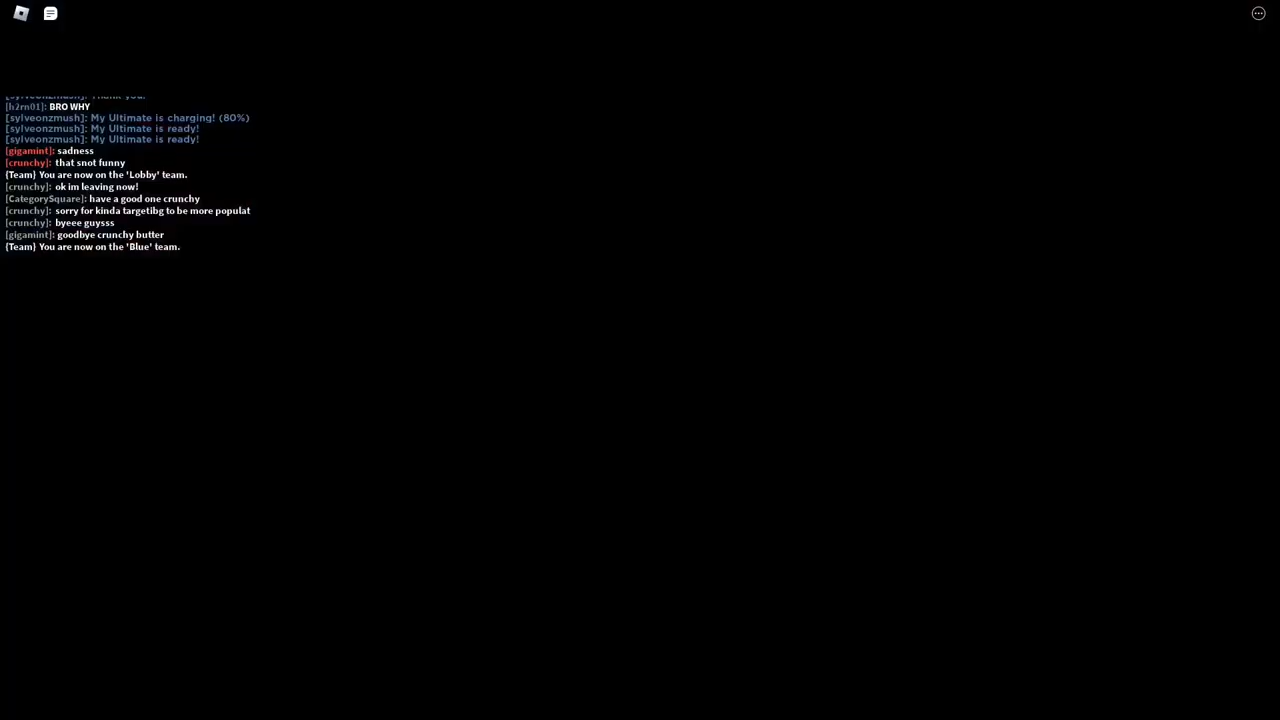 [sylveonzmush]: Thank you!
[h2rn01]: BRO WHY
[sylveonzmush]: My Ultimate is charging! (80%)
[sylveonzmush]: My Ultimate is ready!
[sylveonzmush]: My Ultimate is ready!
[gigamint]: sadness
[crunchy]: that snot funny
{Team} You are now on the 'Lobby' team.
[crunchy]: ok im leaving now!
[CategorySquare]: have a good one crunchy
[crunchy]: sorry for kinda targetibg to be more populat
[crunchy]: byeee guysss
[gigamint]: goodbye crunchy butter
{Team} You are now on the 'Blue' team.